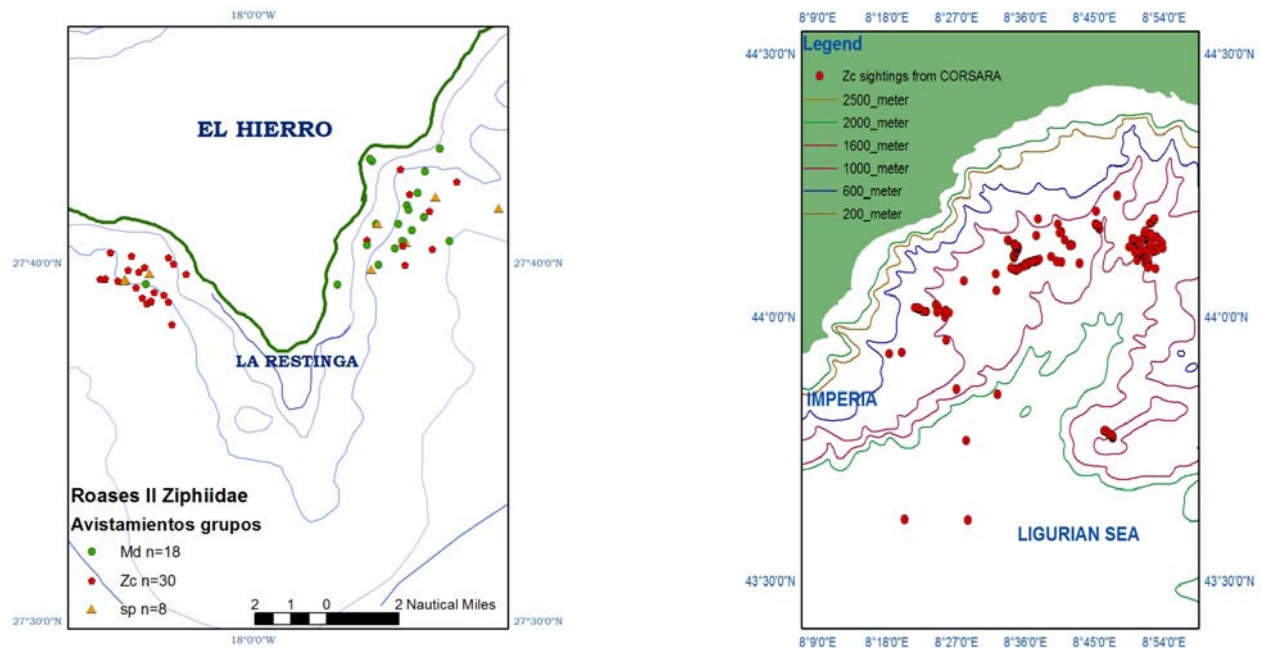 18°0'0"W
EL HIERRO
27°40'0"N
27°40'0"N
LA RESTINGA
Roases II Ziphiidae
Avistamientos grupos
Md n=18
Zc n=30
sp n=8
2 1 0 2 Nautical Miles
27°30'0"N
27°30'0"N
18°0'0"W
8°9'0"E 8°18'0"E 8°27'0"E 8°36'0"E 8°45'0"E 8°54'0"E
44°30'0"N
44°30'0"N
Legend
Zc sightings from CORSARA
2500_meter
2000_meter
1600_meter
1000_meter
600_meter
200_meter
44°0'0"N
44°0'0"N
IMPERIA
LIGURIAN SEA
43°30'0"N
43°30'0"N
8°9'0"E 8°18'0"E 8°27'0"E 8°36'0"E 8°45'0"E 8°54'0"E